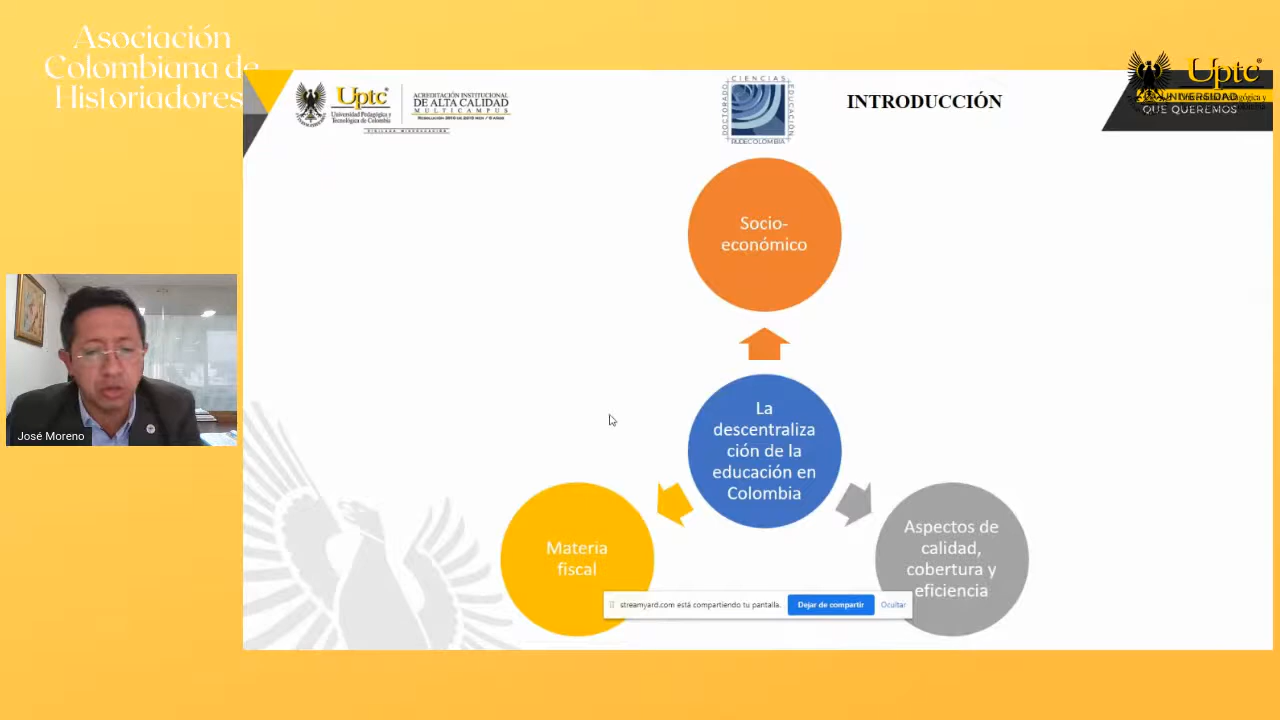 Asociación
Colombiana de
Historiadores
Uptc
Universidad Pedagógica y
Tecnológica de Colombia
VIGILADA MINEDUCACIÓN
ACREDITACIÓN INSTITUCIONAL
DE ALTA CALIDAD
MULTICAMPUS
CIENCIAS
DOCTORADO
EDUCACIÓN
RUDECOLOMBIA
INTRODUCCIÓN
Uptc
UNIVERSIDAD
QUE QUEREMOS
Socio-
económico
La
descentraliza
ción de la
educación en
Colombia
Materia
fiscal
Aspectos de
calidad,
cobertura y
eficiencia
streamyard.com está compartiendo tu pantalla.
Dejar de compartir
Ocultar
José Moreno